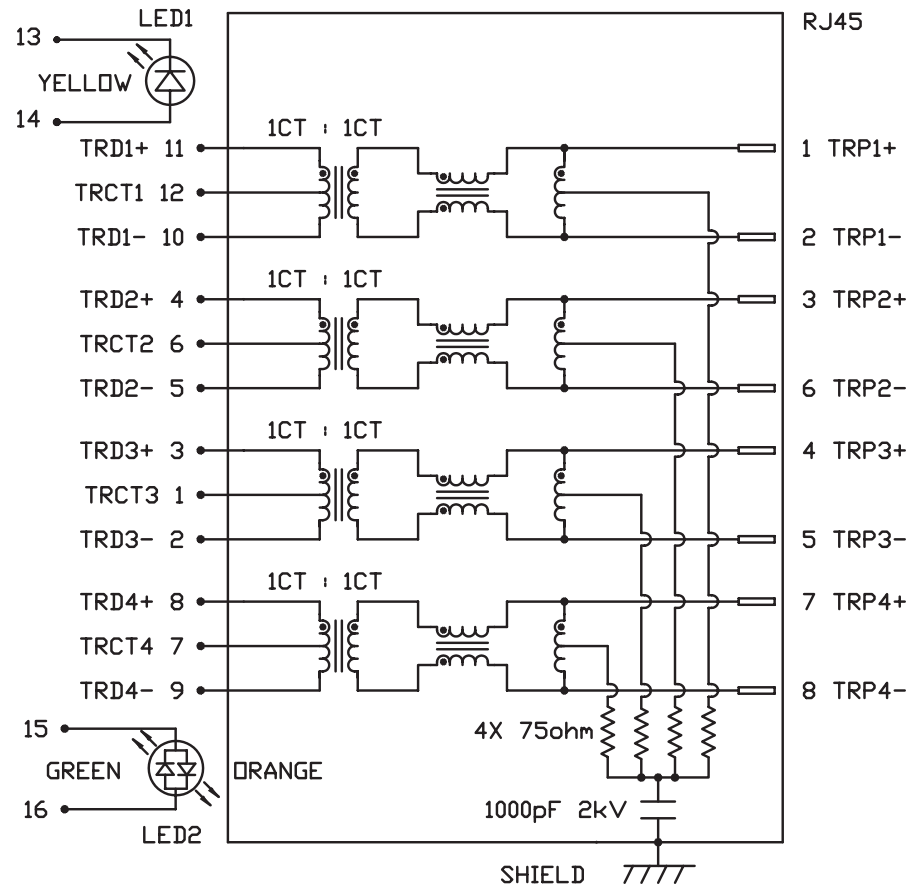 LED1
RJ45
13
YELLOW
14
1CT : 1CT
TRD1+ 11
1 TRP1+
TRCT1 12
TRD1- 10
2 TRP1-
1CT : 1CT
TRD2+ 4
3 TRP2+
TRCT2 6
TRD2- 5
6 TRP2-
1CT : 1CT
TRD3+ 3
4 TRP3+
TRCT3 1
TRD3- 2
5 TRP3-
1CT : 1CT
TRD4+ 8
7 TRP4+
TRCT4 7
TRD4- 9
8 TRP4-
15
4X 75ohm
GREEN
ORANGE
16
1000pF 2kV
LED2
SHIELD